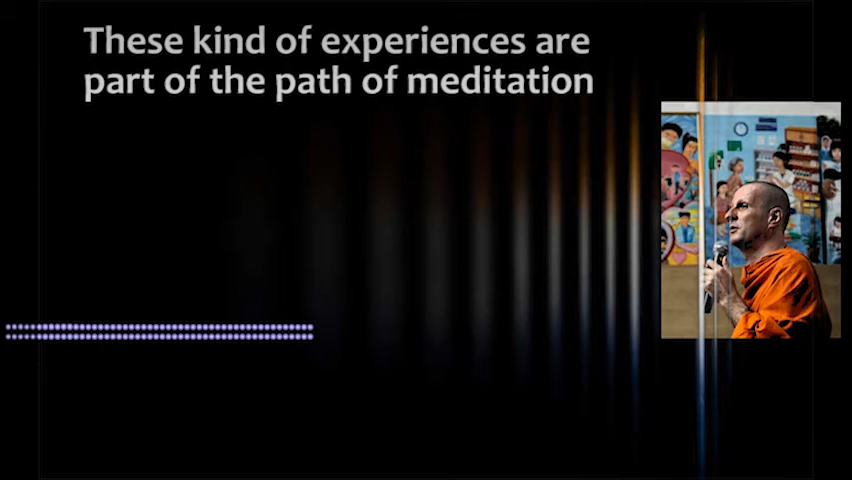 These kind of experiences are
part of the path of meditation